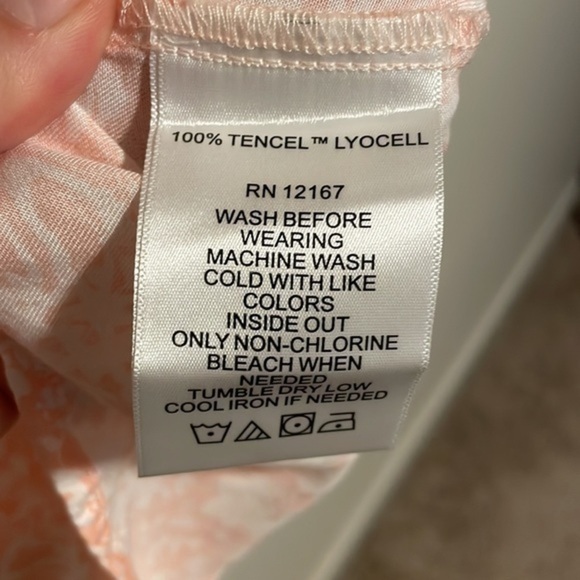 100% TENCEL™ LYOCELL
RN 12167
WASH BEFORE
WEARING
MACHINE WASH
COLD WITH LIKE
COLORS
INSIDE OUT
ONLY NON-CHLORINE
BLEACH WHEN
NEEDED
TUMBLE DRY LOW
COOL IRON IF NEEDED